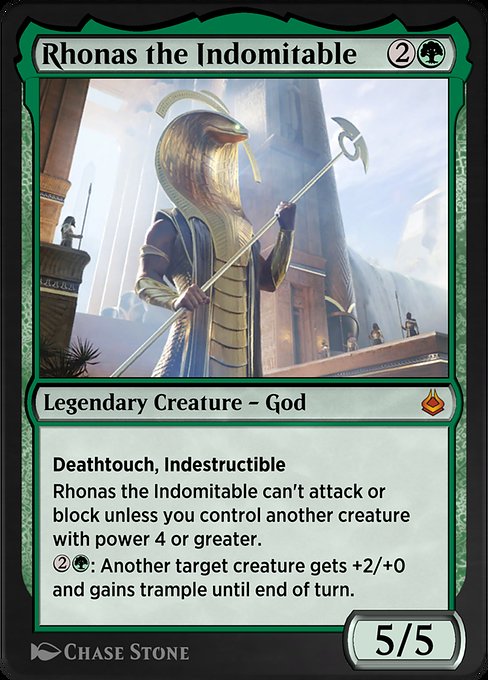 Rhonas the Indomitable 2
Legendary Creature – God
Deathtouch, Indestructible
Rhonas the Indomitable can't attack or
block unless you control another creature
with power 4 or greater.
2: Another target creature gets +2/+0
and gains trample until end of turn.
5/5
Chase Stone